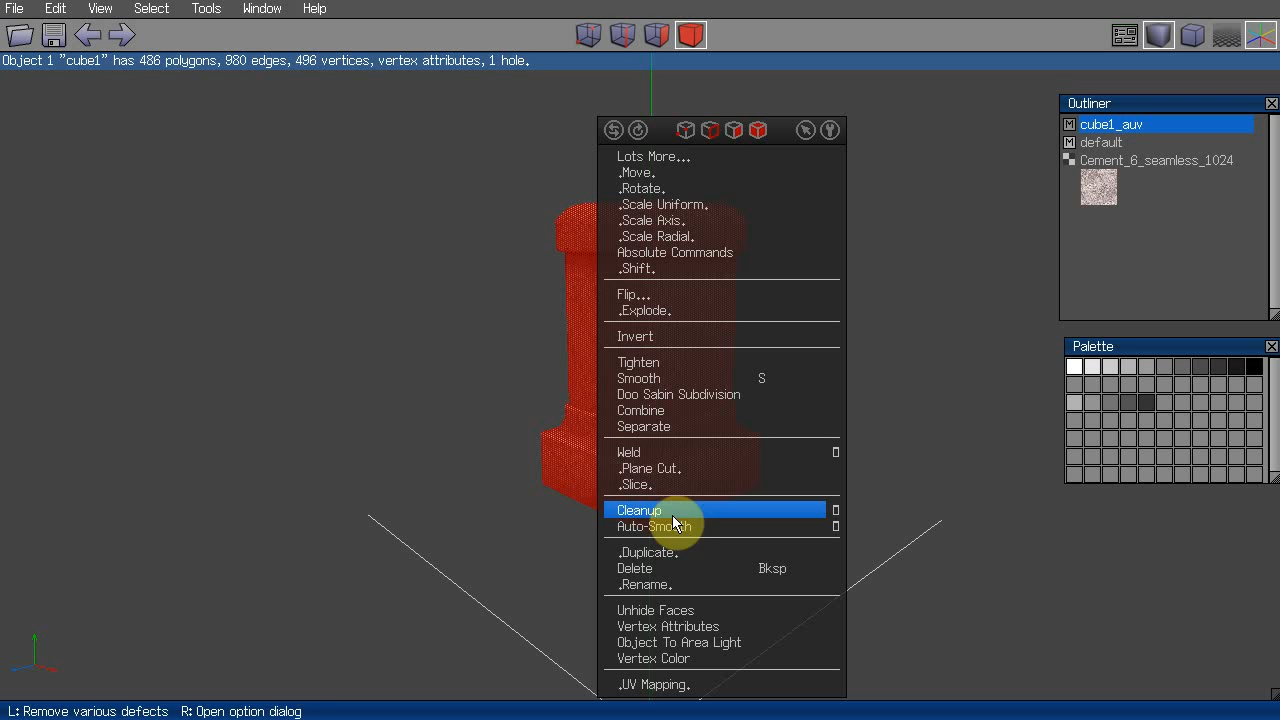 File Edit View Select Tools Window Help
Object 1 "cube1" has 486 polygons, 980 edges, 496 vertices, vertex attributes, 1 hole.
Outliner
M cube1_auv
M default
Cement_6_seamless_1024
Palette
Lots More...
.Move.
.Rotate.
.Scale Uniform.
.Scale Axis.
.Scale Radial.
Absolute Commands
.Shift.
Flip...
.Explode.
Invert
Tighten
Smooth S
Doo Sabin Subdivision
Combine
Separate
Weld
.Plane Cut.
.Slice.
Cleanup
Auto-Smooth
.Duplicate.
Delete Bksp
.Rename.
Unhide Faces
Vertex Attributes
Object To Area Light
Vertex Color
.UV Mapping.
L: Remove various defects R: Open option dialog